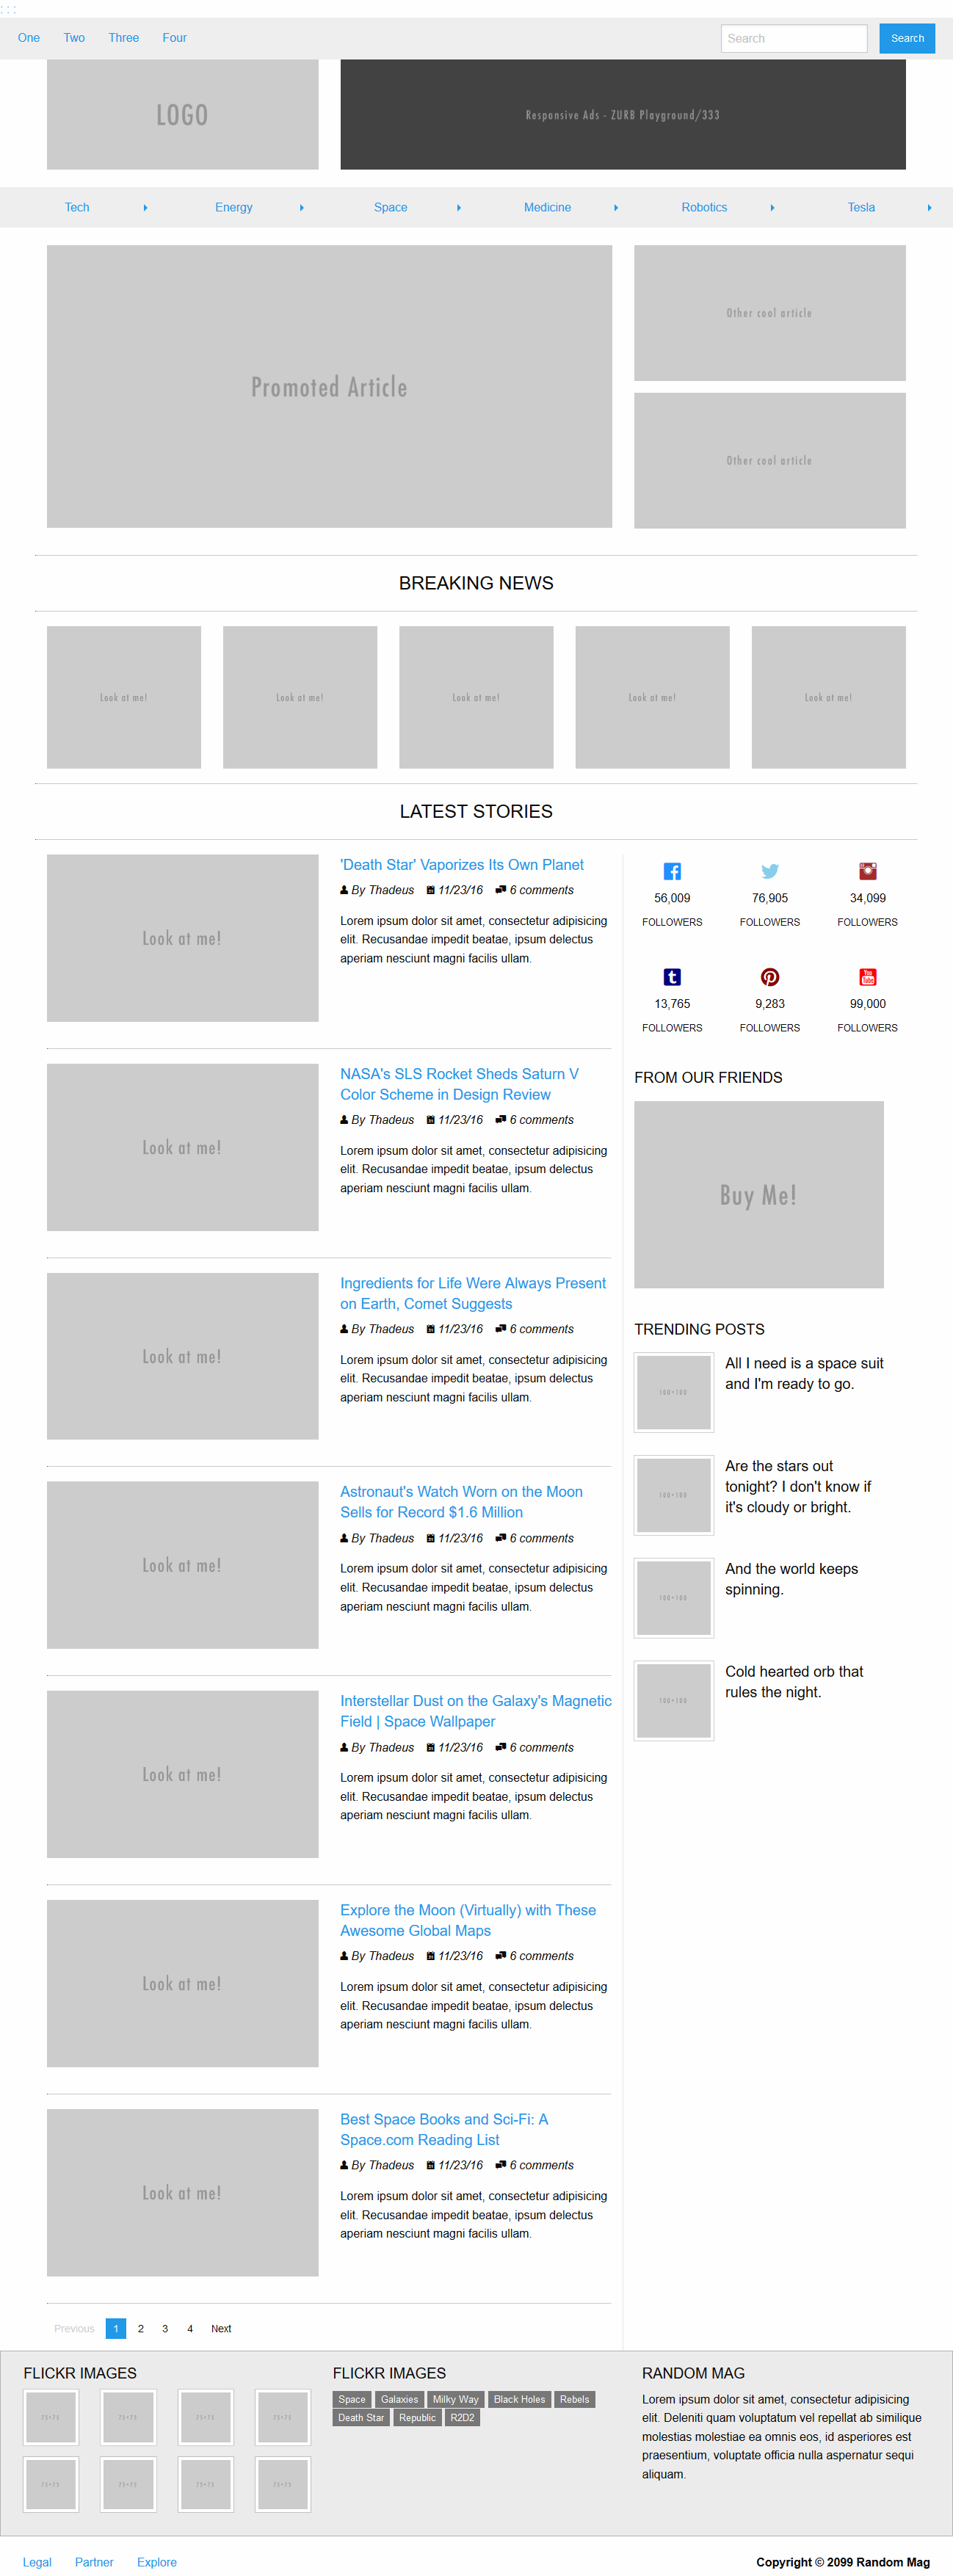 : : :
One Two Three Four Search Search
LOGO
Responsive Ads - ZURB Playground/333
Tech Energy Space Medicine Robotics Tesla
Promoted Article
Other cool article
Other cool article
BREAKING NEWS
Look at me! Look at me! Look at me! Look at me! Look at me!
LATEST STORIES
Look at me!
'Death Star' Vaporizes Its Own Planet
By Thadeus 11/23/16 6 comments
Lorem ipsum dolor sit amet, consectetur adipisicing
elit. Recusandae impedit beatae, ipsum delectus
aperiam nesciunt magni facilis ullam.
Look at me!
NASA's SLS Rocket Sheds Saturn V
Color Scheme in Design Review
By Thadeus 11/23/16 6 comments
Lorem ipsum dolor sit amet, consectetur adipisicing
elit. Recusandae impedit beatae, ipsum delectus
aperiam nesciunt magni facilis ullam.
Look at me!
Ingredients for Life Were Always Present
on Earth, Comet Suggests
By Thadeus 11/23/16 6 comments
Lorem ipsum dolor sit amet, consectetur adipisicing
elit. Recusandae impedit beatae, ipsum delectus
aperiam nesciunt magni facilis ullam.
Look at me!
Astronaut's Watch Worn on the Moon
Sells for Record $1.6 Million
By Thadeus 11/23/16 6 comments
Lorem ipsum dolor sit amet, consectetur adipisicing
elit. Recusandae impedit beatae, ipsum delectus
aperiam nesciunt magni facilis ullam.
Look at me!
Interstellar Dust on the Galaxy's Magnetic
Field | Space Wallpaper
By Thadeus 11/23/16 6 comments
Lorem ipsum dolor sit amet, consectetur adipisicing
elit. Recusandae impedit beatae, ipsum delectus
aperiam nesciunt magni facilis ullam.
Look at me!
Explore the Moon (Virtually) with These
Awesome Global Maps
By Thadeus 11/23/16 6 comments
Lorem ipsum dolor sit amet, consectetur adipisicing
elit. Recusandae impedit beatae, ipsum delectus
aperiam nesciunt magni facilis ullam.
Look at me!
Best Space Books and Sci-Fi: A
Space.com Reading List
By Thadeus 11/23/16 6 comments
Lorem ipsum dolor sit amet, consectetur adipisicing
elit. Recusandae impedit beatae, ipsum delectus
aperiam nesciunt magni facilis ullam.
Previous 1 2 3 4 Next
56,009 76,905 34,099
FOLLOWERS FOLLOWERS FOLLOWERS
t You Tube
13,765 9,283 99,000
FOLLOWERS FOLLOWERS FOLLOWERS
FROM OUR FRIENDS
Buy Me!
TRENDING POSTS
100×100
All I need is a space suit
and I'm ready to go.
100×100
Are the stars out
tonight? I don't know if
it's cloudy or bright.
100×100
And the world keeps
spinning.
100×100
Cold hearted orb that
rules the night.
FLICKR IMAGES
75×75 75×75 75×75 75×75
75×75 75×75 75×75 75×75
FLICKR IMAGES
Space Galaxies Milky Way Black Holes Rebels
Death Star Republic R2D2
RANDOM MAG
Lorem ipsum dolor sit amet, consectetur adipisicing
elit. Deleniti quam voluptatum vel repellat ab similique
molestias molestiae ea omnis eos, id asperiores est
praesentium, voluptate officia nulla aspernatur sequi
aliquam.
Legal Partner Explore
Copyright © 2099 Random Mag